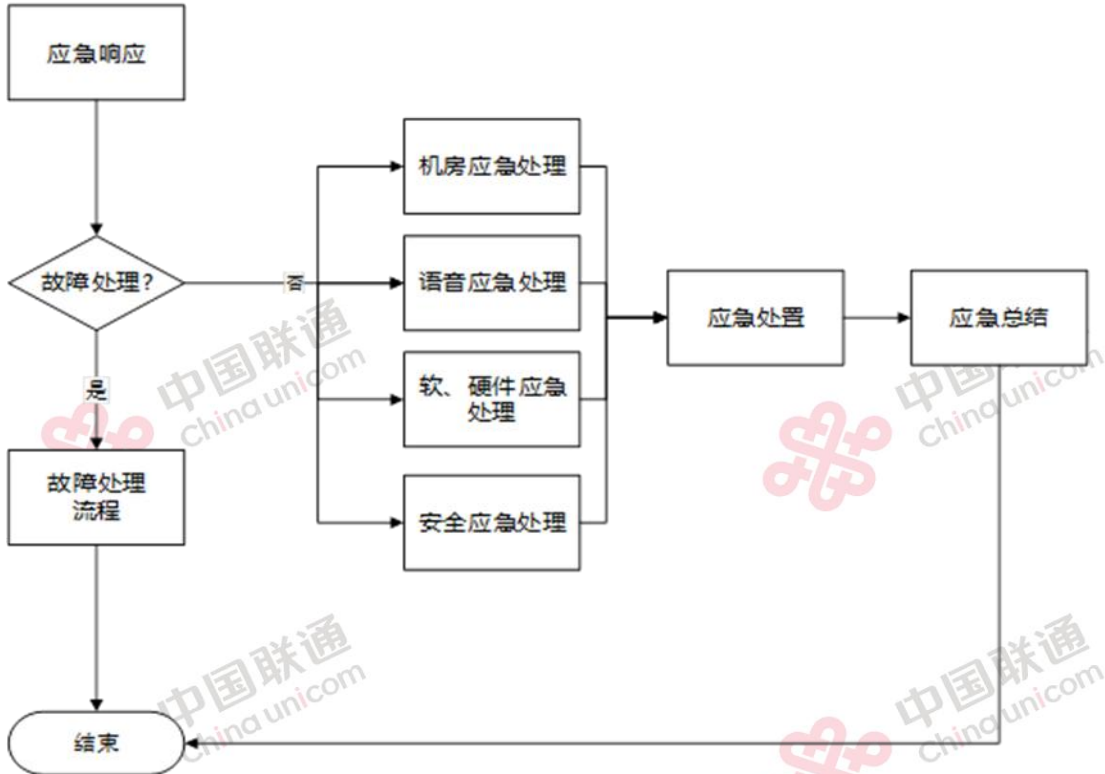 应急响应
机房应急处理
故障处理?
否
语音应急处理
应急处置
应急总结
是
软、硬件应急
处理
故障处理
流程
安全应急处理
结束
中国联通
China unicom
中国联通
China unicom
中国联通
China unicom
中国联通
China unicom